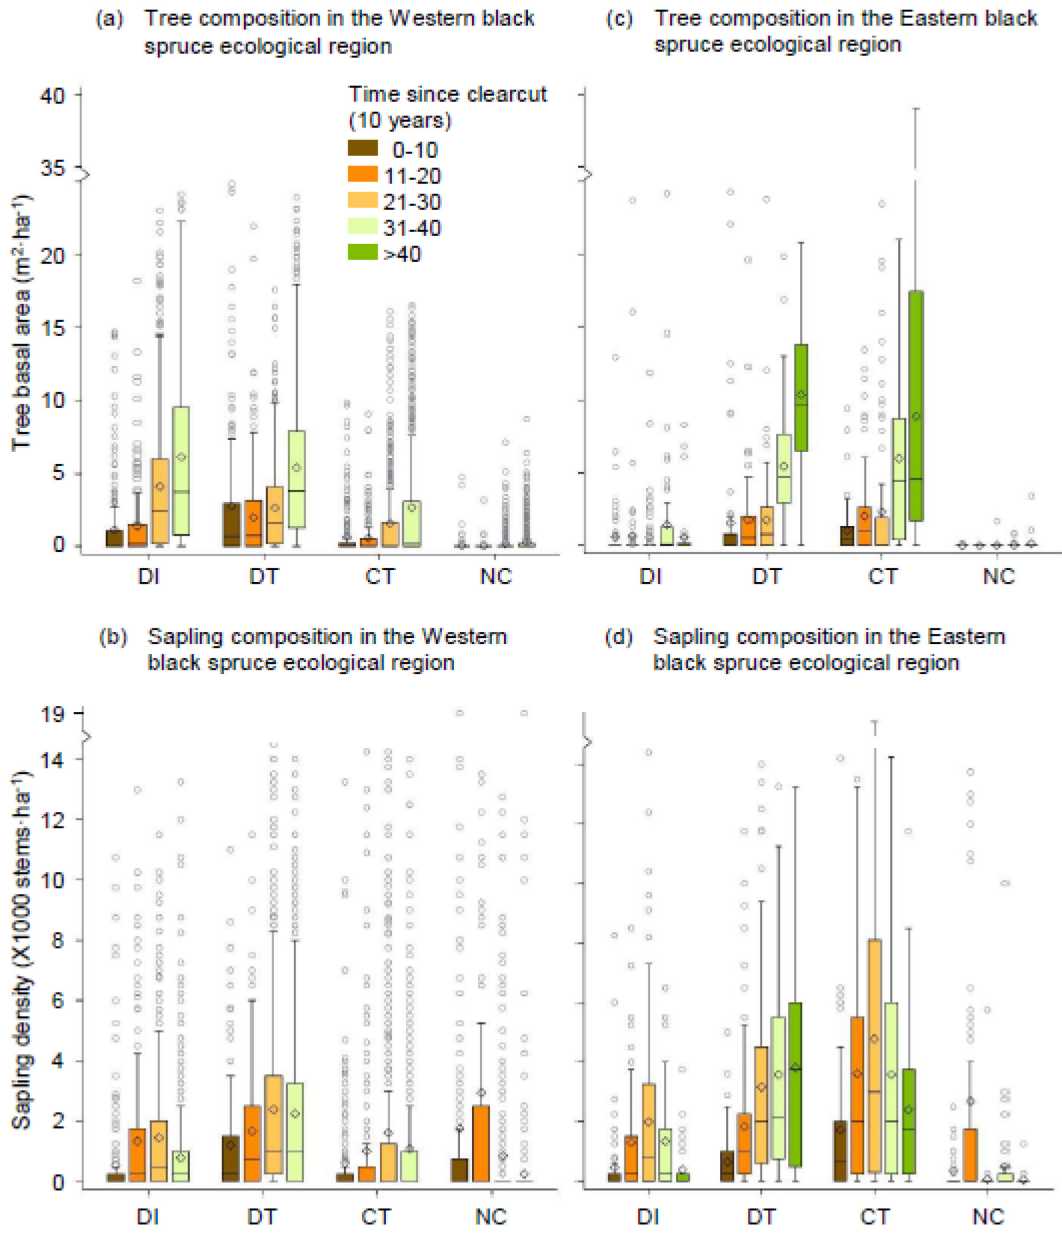 (a) Tree composition in the Western black
spruce ecological region
(c) Tree composition in the Eastern black
spruce ecological region
Time since clearcut
(10 years)
0-10
11-20
21-30
31-40
>40
Tree basal area (m²·ha⁻¹)
40
35
20
15
10
5
0
DI DT CT NC
DI DT CT NC
(b) Sapling composition in the Western
black spruce ecological region
(d) Sapling composition in the Eastern
black spruce ecological region
Sapling density (X1000 stems·ha⁻¹)
19
14
12
10
8
6
4
2
0
DI DT CT NC
DI DT CT NC